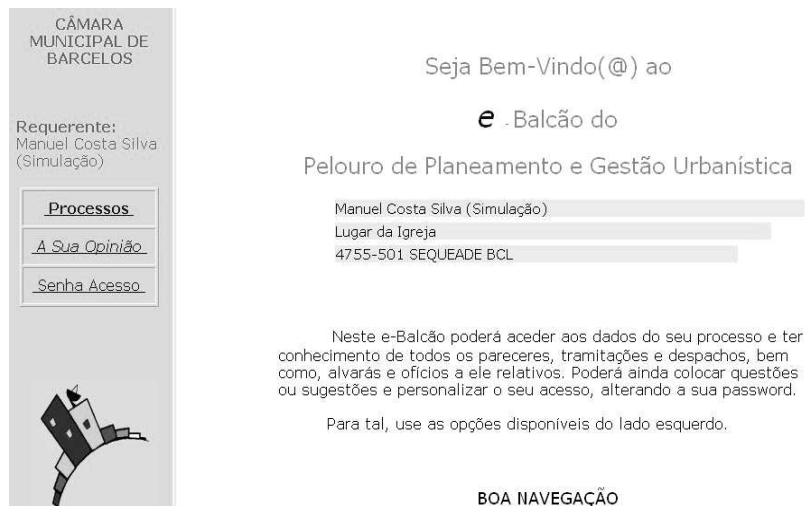 CÂMARA
MUNICIPAL DE
BARCELOS
Requerente:
Manuel Costa Silva
(Simulação)
Processos
A Sua Opinião
Senha Acesso
Seja Bem-Vindo(@) ao
e - Balcão do
Pelouro de Planeamento e Gestão Urbanística
Manuel Costa Silva (Simulação)
Lugar da Igreja
4755-501 SEQUEADE BCL
Neste e-Balcão poderá aceder aos dados do seu processo e ter
conhecimento de todos os pareceres, tramitações e despachos, bem
como, alvarás e ofícios a ele relativos. Poderá ainda colocar questões
ou sugestões e personalizar o seu acesso, alterando a sua password.
Para tal, use as opções disponíveis do lado esquerdo.
BOA NAVEGAÇÃO